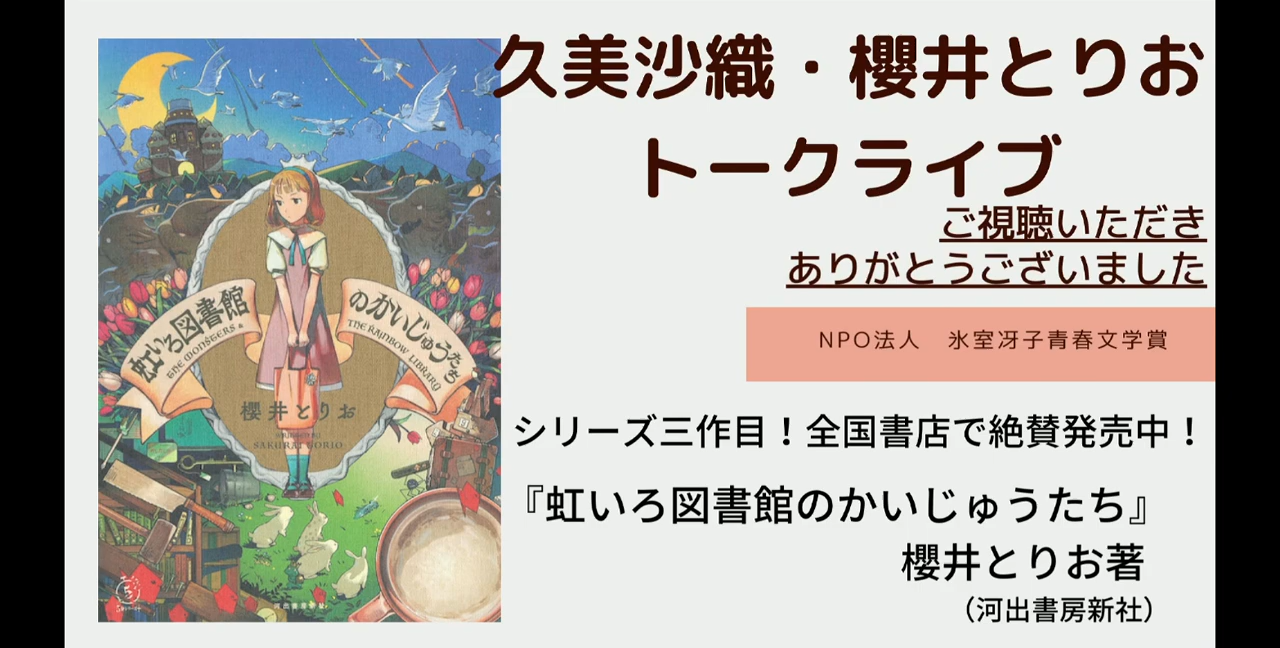 久美沙織・櫻井とりお
トークライブ
ご視聴いただき
ありがとうございました
NPO法人　氷室冴子青春文学賞
シリーズ三作目！全国書店で絶賛発売中！
『虹いろ図書館のかいじゅうたち』
櫻井とりお著
（河出書房新社）
虹いろ図書館
THE MONSTERS &
のかいじゅうたち
THE RAINBOW LIBRARY
櫻井とりお
SAKURAI TORIO
河出書房新社